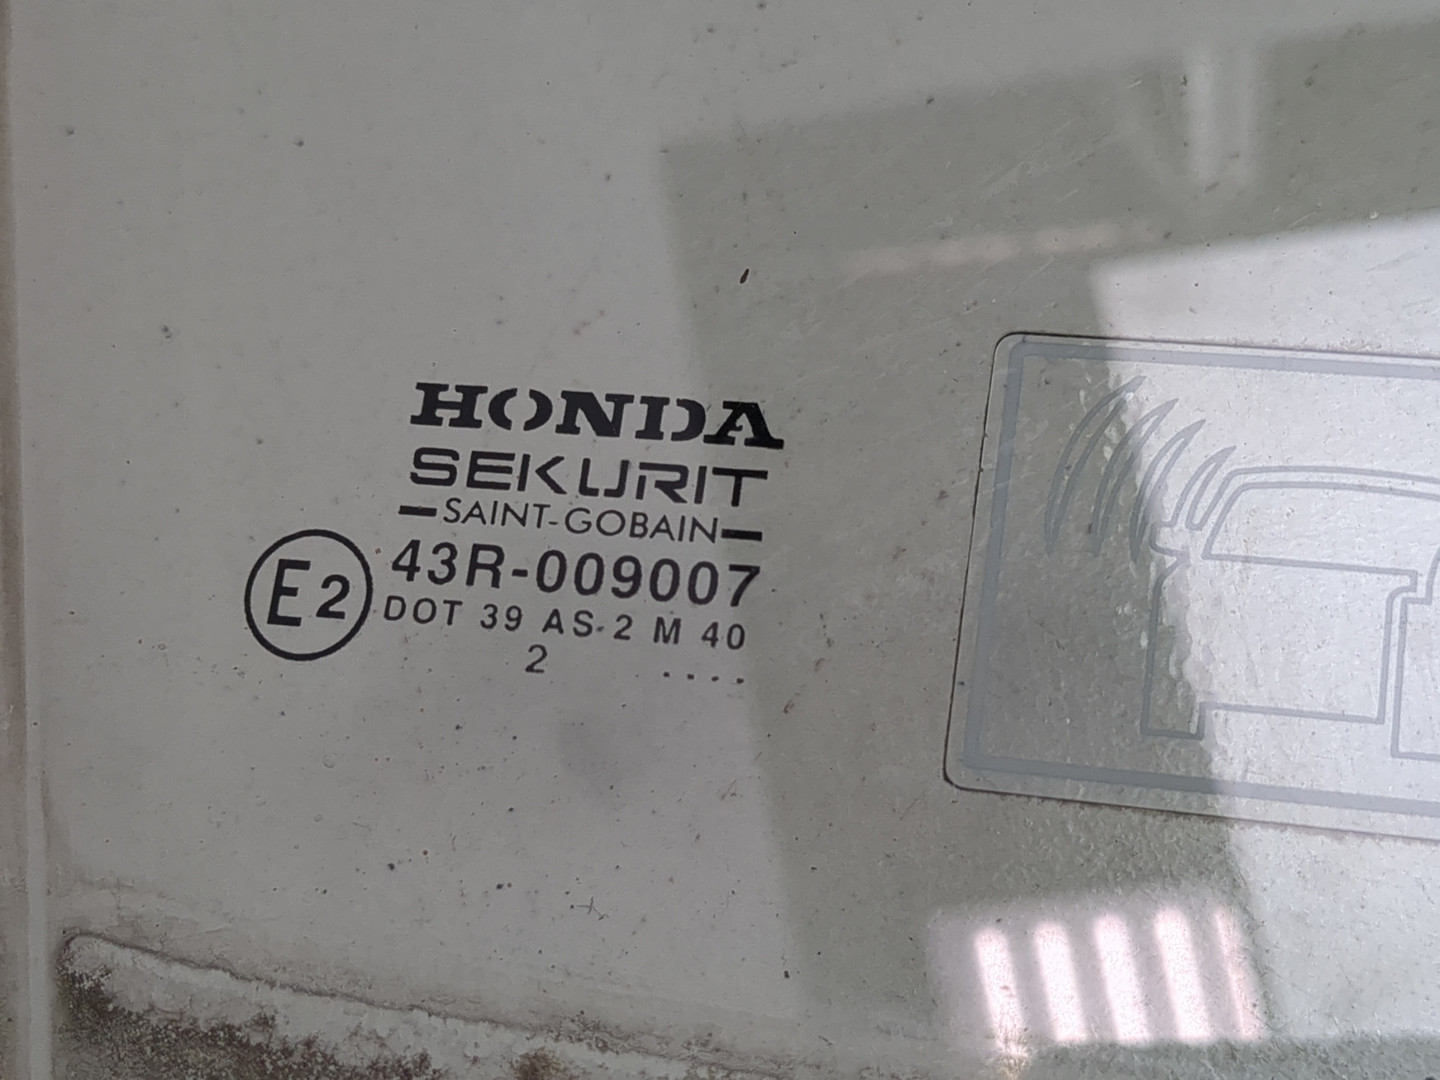 HONDA
SEKURIT
SAINT-GOBAIN
E2
43R-009007
DOT 39 AS-2 M 40
2 ....